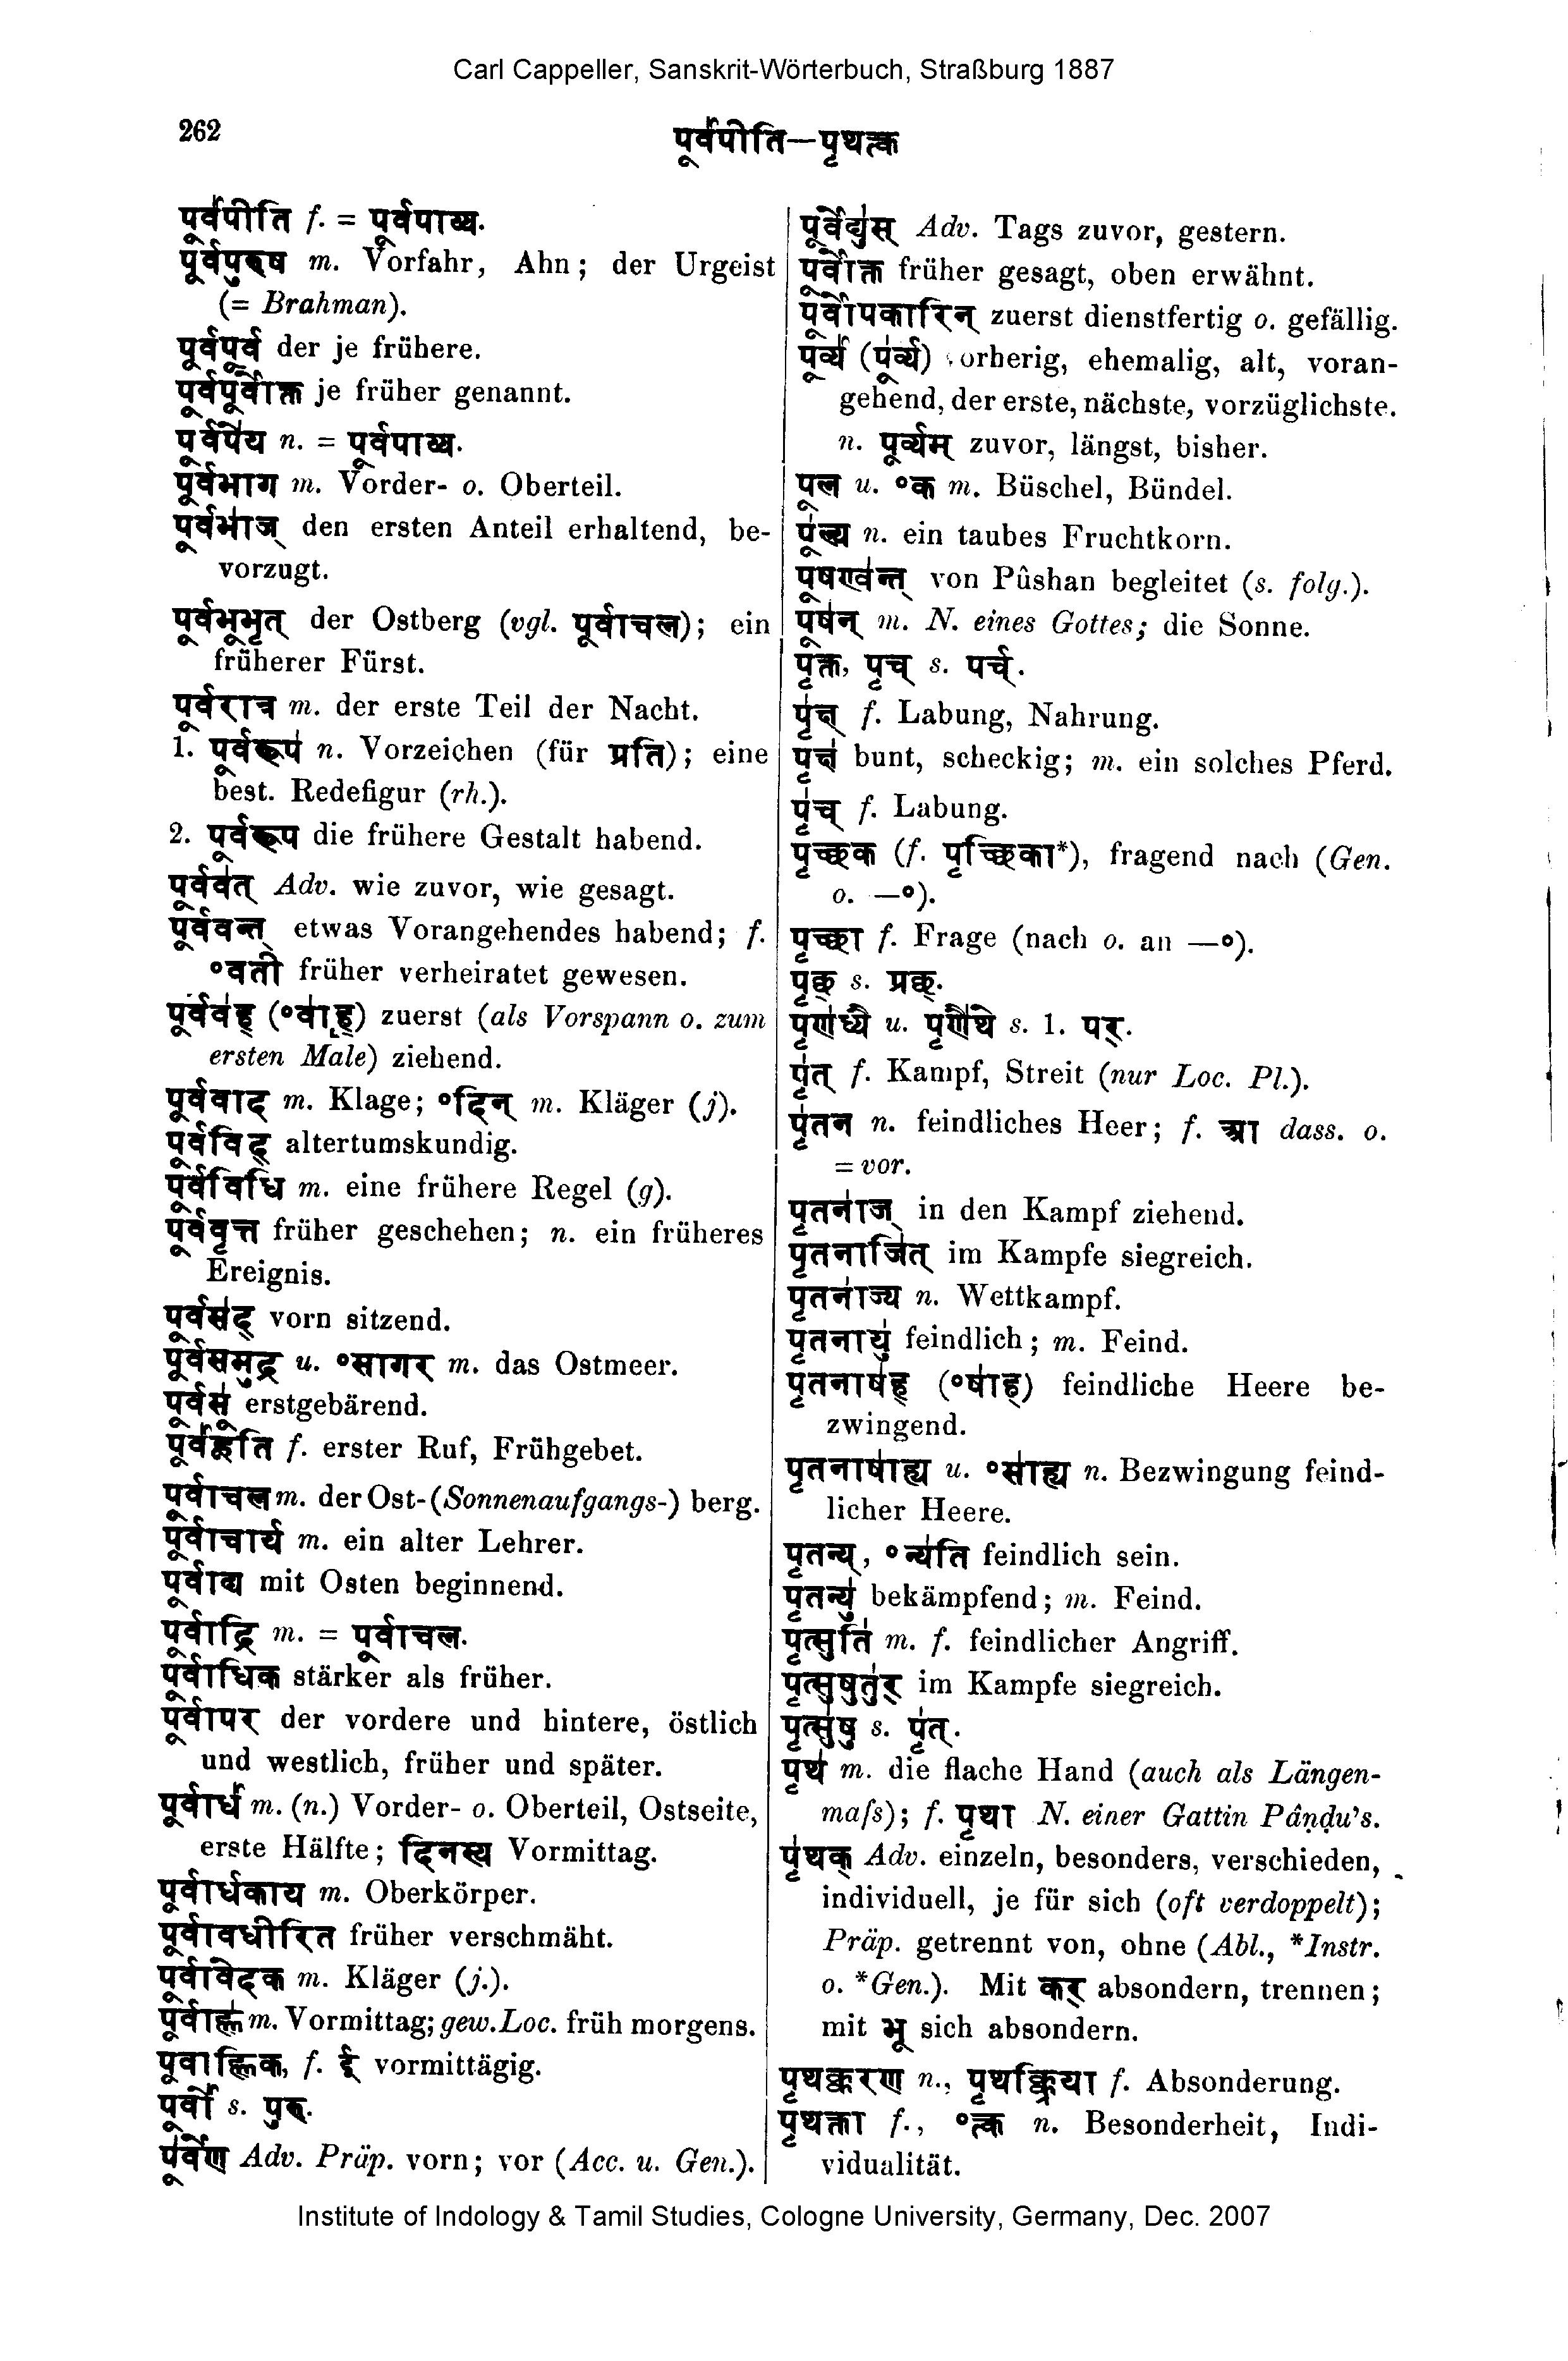 Carl Cappeller, Sanskrit-Wörterbuch, Straßburg 1887
262
पूर्वपीति—पृथत्क
पूर्वपीति f. = पूर्वपाय्य.
पूर्वपुरुष m. Vorfahr, Ahn; der Urgeist
(= Brahman).
पूर्वपूर्व der je frühere.
पूर्वपूर्वोक्त je früher genannt.
पूर्वपेय n. = पूर्वपाय्य.
पूर्वभाग m. Vorder- o. Oberteil.
पूर्वभाज् den ersten Anteil erhaltend, be-
vorzugt.
पूर्वभूभृत् der Ostberg (vgl. पूर्वाचल); ein
früherer Fürst.
पूर्वरात्र m. der erste Teil der Nacht.
1. पूर्वरूप n. Vorzeichen (für प्रति); eine
best. Redefigur (rh.).
2. पूर्वरूप die frühere Gestalt habend.
पूर्ववत् Adv. wie zuvor, wie gesagt.
पूर्ववन्त् etwas Vorangehendes habend; f.
°वती früher verheiratet gewesen.
पूर्ववह् (°वाह्) zuerst (als Vorspann o. zum
ersten Male) ziehend.
पूर्ववाद m. Klage; °दिन् m. Kläger (j).
पूर्वविद् altertumskundig.
पूर्वविधि m. eine frühere Regel (g).
पूर्ववृत्त früher geschehen; n. ein früheres
Ereignis.
पूर्वसद् vorn sitzend.
पूर्वसमुद्र u. °सागर m. das Ostmeer.
पूर्वसू erstgebärend.
पूर्वहूति f. erster Ruf, Frühgebet.
पूर्वाचल m. der Ost-(Sonnenaufgangs-) berg.
पूर्वाचार्य m. ein alter Lehrer.
पूर्वाद्य mit Osten beginnend.
पूर्वाद्रि m. = पूर्वाचल.
पूर्वाधिक stärker als früher.
पूर्वापर der vordere und hintere, östlich
und westlich, früher und später.
पूर्वार्ध m. (n.) Vorder- o. Oberteil, Ostseite,
erste Hälfte; दिनस्य Vormittag.
पूर्वार्धकाय m. Oberkörper.
पूर्वावधीरित früher verschmäht.
पूर्वावेदक m. Kläger (j.).
पूर्वाह्ण m. Vormittag; gew. Loc. früh morgens.
पूर्वाह्णिक, f. ई vormittägig.
पूर्वी s. पुरु.
पूर्वेण Adv. Präp. vorn; vor (Acc. u. Gen.).
पूर्वेद्युस् Adv. Tags zuvor, gestern.
पूर्वोक्त früher gesagt, oben erwähnt.
पूर्वोपकारिन् zuerst dienstfertig o. gefällig.
पूर्व्य (पूर्व्य) vorherig, ehemalig, alt, voran-
gehend, der erste, nächste, vorzüglichste.
n. पूर्व्यम् zuvor, längst, bisher.
पूल u. °क m. Büschel, Bündel.
पूल्य n. ein taubes Fruchtkorn.
पूषण्वन्त् von Pûshan begleitet (s. folg.).
पूषन् m. N. eines Gottes; die Sonne.
पृक्त, पृच् s. पर्च्.
पृक्ष् f. Labung, Nahrung.
पृक्ष bunt, scheckig; m. ein solches Pferd.
पृच् f. Labung.
पृच्छक (f. पृच्छिका*), fragend nach (Gen.
o. —°).
पृच्छा f. Frage (nach o. an —°).
पृछ् s. प्रछ्.
पृणध्यै u. पृणैथे s. 1. पर्.
पृत् f. Kampf, Streit (nur Loc. Pl.).
पृतन n. feindliches Heer; f. आ dass. o.
= vor.
पृतनाज् in den Kampf ziehend.
पृतनाजित् im Kampfe siegreich.
पृतनाज्य n. Wettkampf.
पृतनायु feindlich; m. Feind.
पृतनाषह् (°षाह्) feindliche Heere be-
zwingend.
पृतनाषाह्य u. °साह्य n. Bezwingung feind-
licher Heere.
पृतन्य्, °न्यति feindlich sein.
पृतन्यु bekämpfend; m. Feind.
पृत्सुति m. f. feindlicher Angriff.
पृत्सुषुतुर् im Kampfe siegreich.
पृत्सुषु s. पृत्.
पृथ m. die flache Hand (auch als Längen-
maſs); f. पृथा N. einer Gattin Pâṇḍu's.
पृथक् Adv. einzeln, besonders, verschieden,
individuell, je für sich (oft verdoppelt);
Präp. getrennt von, ohne (Abl., *Instr.
o. *Gen.). Mit कर् absondern, trennen;
mit भू sich absondern.
पृथक्करण n., पृथक्क्रिया f. Absonderung.
पृथक्ता f., °त्क n. Besonderheit, Indi-
vidualität.
Institute of Indology & Tamil Studies, Cologne University, Germany, Dec. 2007